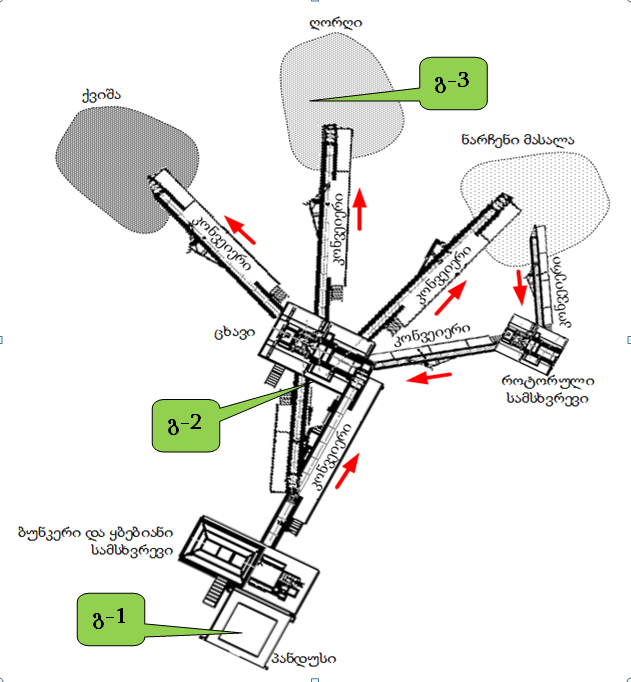 ღორღი
გ-3
ქვიშა
ნარჩენი მასალა
კონვეიერი
კონვეიერი
კონვეიერი
კონვეიერი
ცხავი
კონვეიერი
როტორული
სამსხვრევი
გ-2
კონვეიერი
ბუნკერი და ყბებიანი
სამსხვრევი
გ-1
პანდუსი